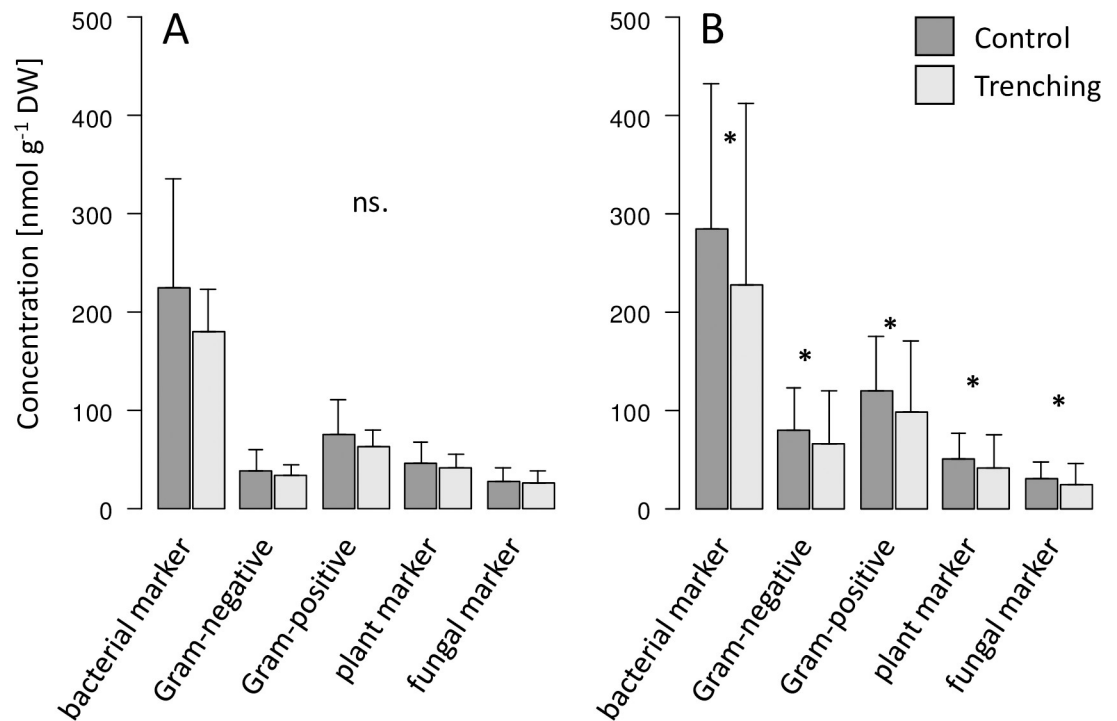 A
500
400
300
200
100
0
Concentration [nmol g⁻¹ DW]
ns.
bacterial marker
Gram-negative
Gram-positive
plant marker
fungal marker
B
500
400
300
200
100
0
*
*
*
*
*
bacterial marker
Gram-negative
Gram-positive
plant marker
fungal marker
Control
Trenching